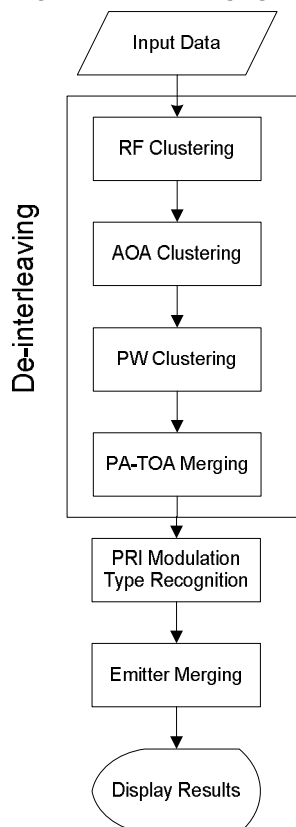 Input Data
De-interleaving
RF Clustering
AOA Clustering
PW Clustering
PA-TOA Merging
PRI Modulation
Type Recognition
Emitter Merging
Display Results